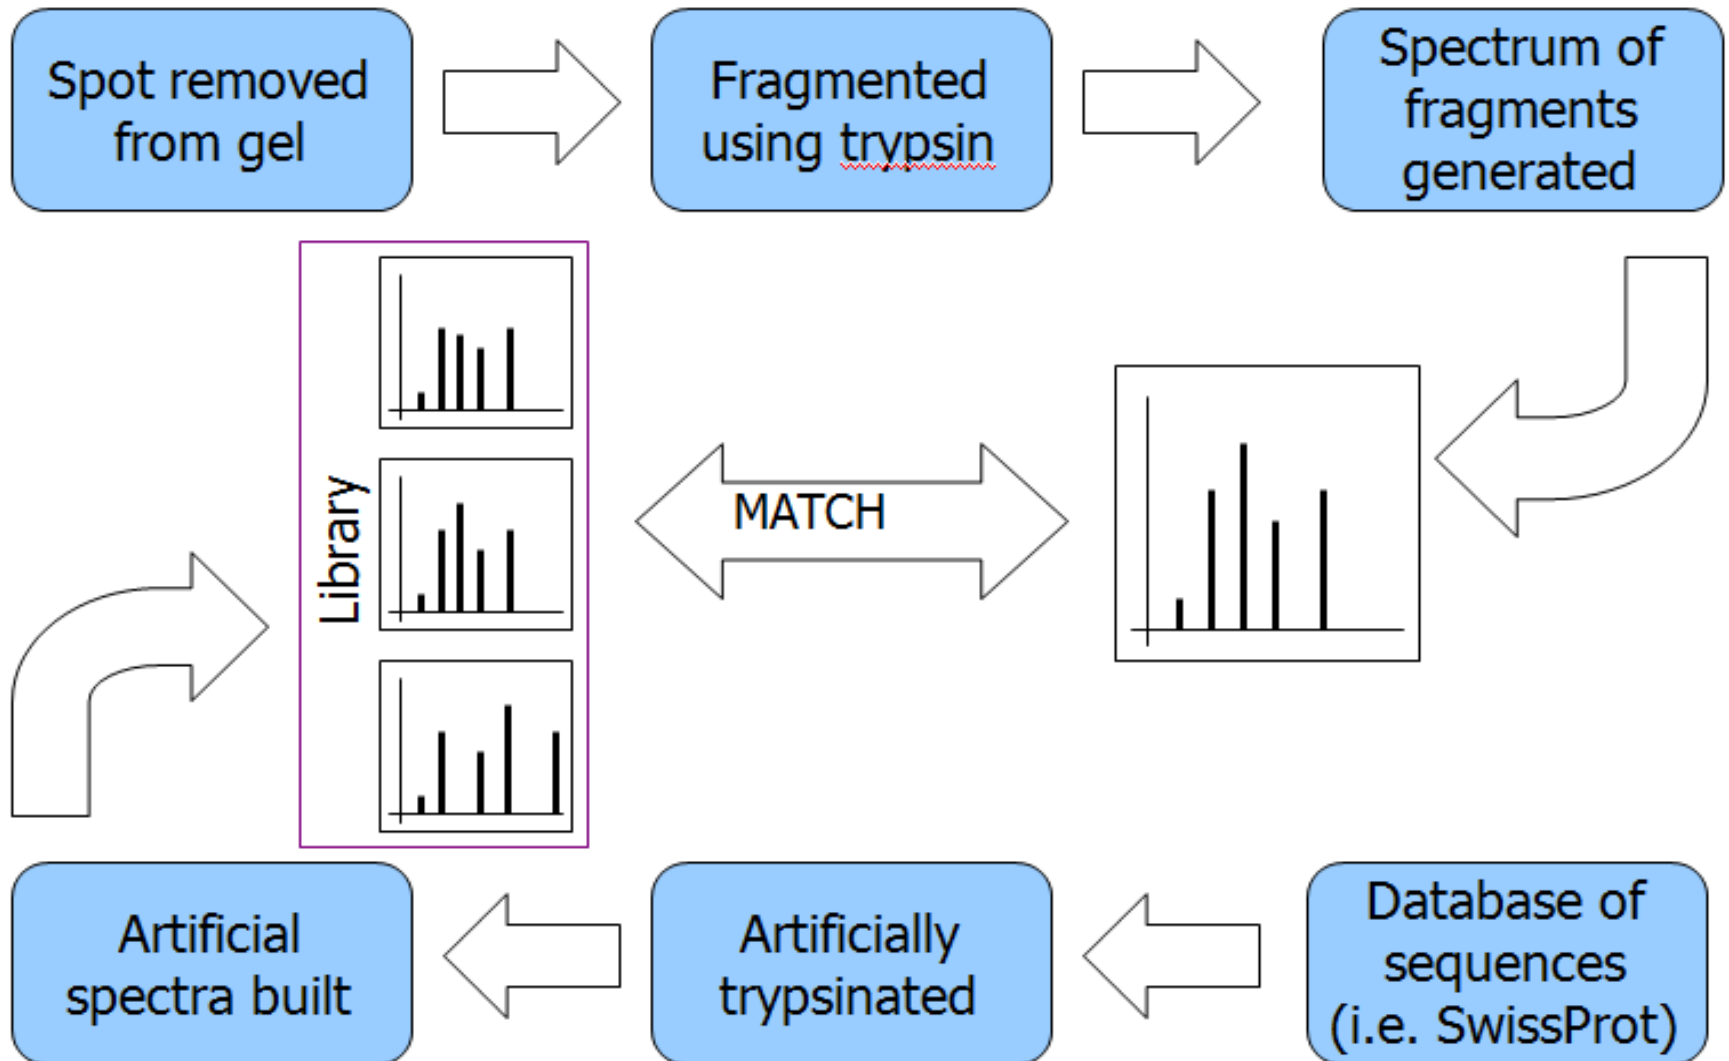 Spot removed
from gel
Fragmented
using trypsin
Spectrum of
fragments
generated
Library
MATCH
Artificial
spectra built
Artificially
trypsinated
Database of
sequences
(i.e. SwissProt)